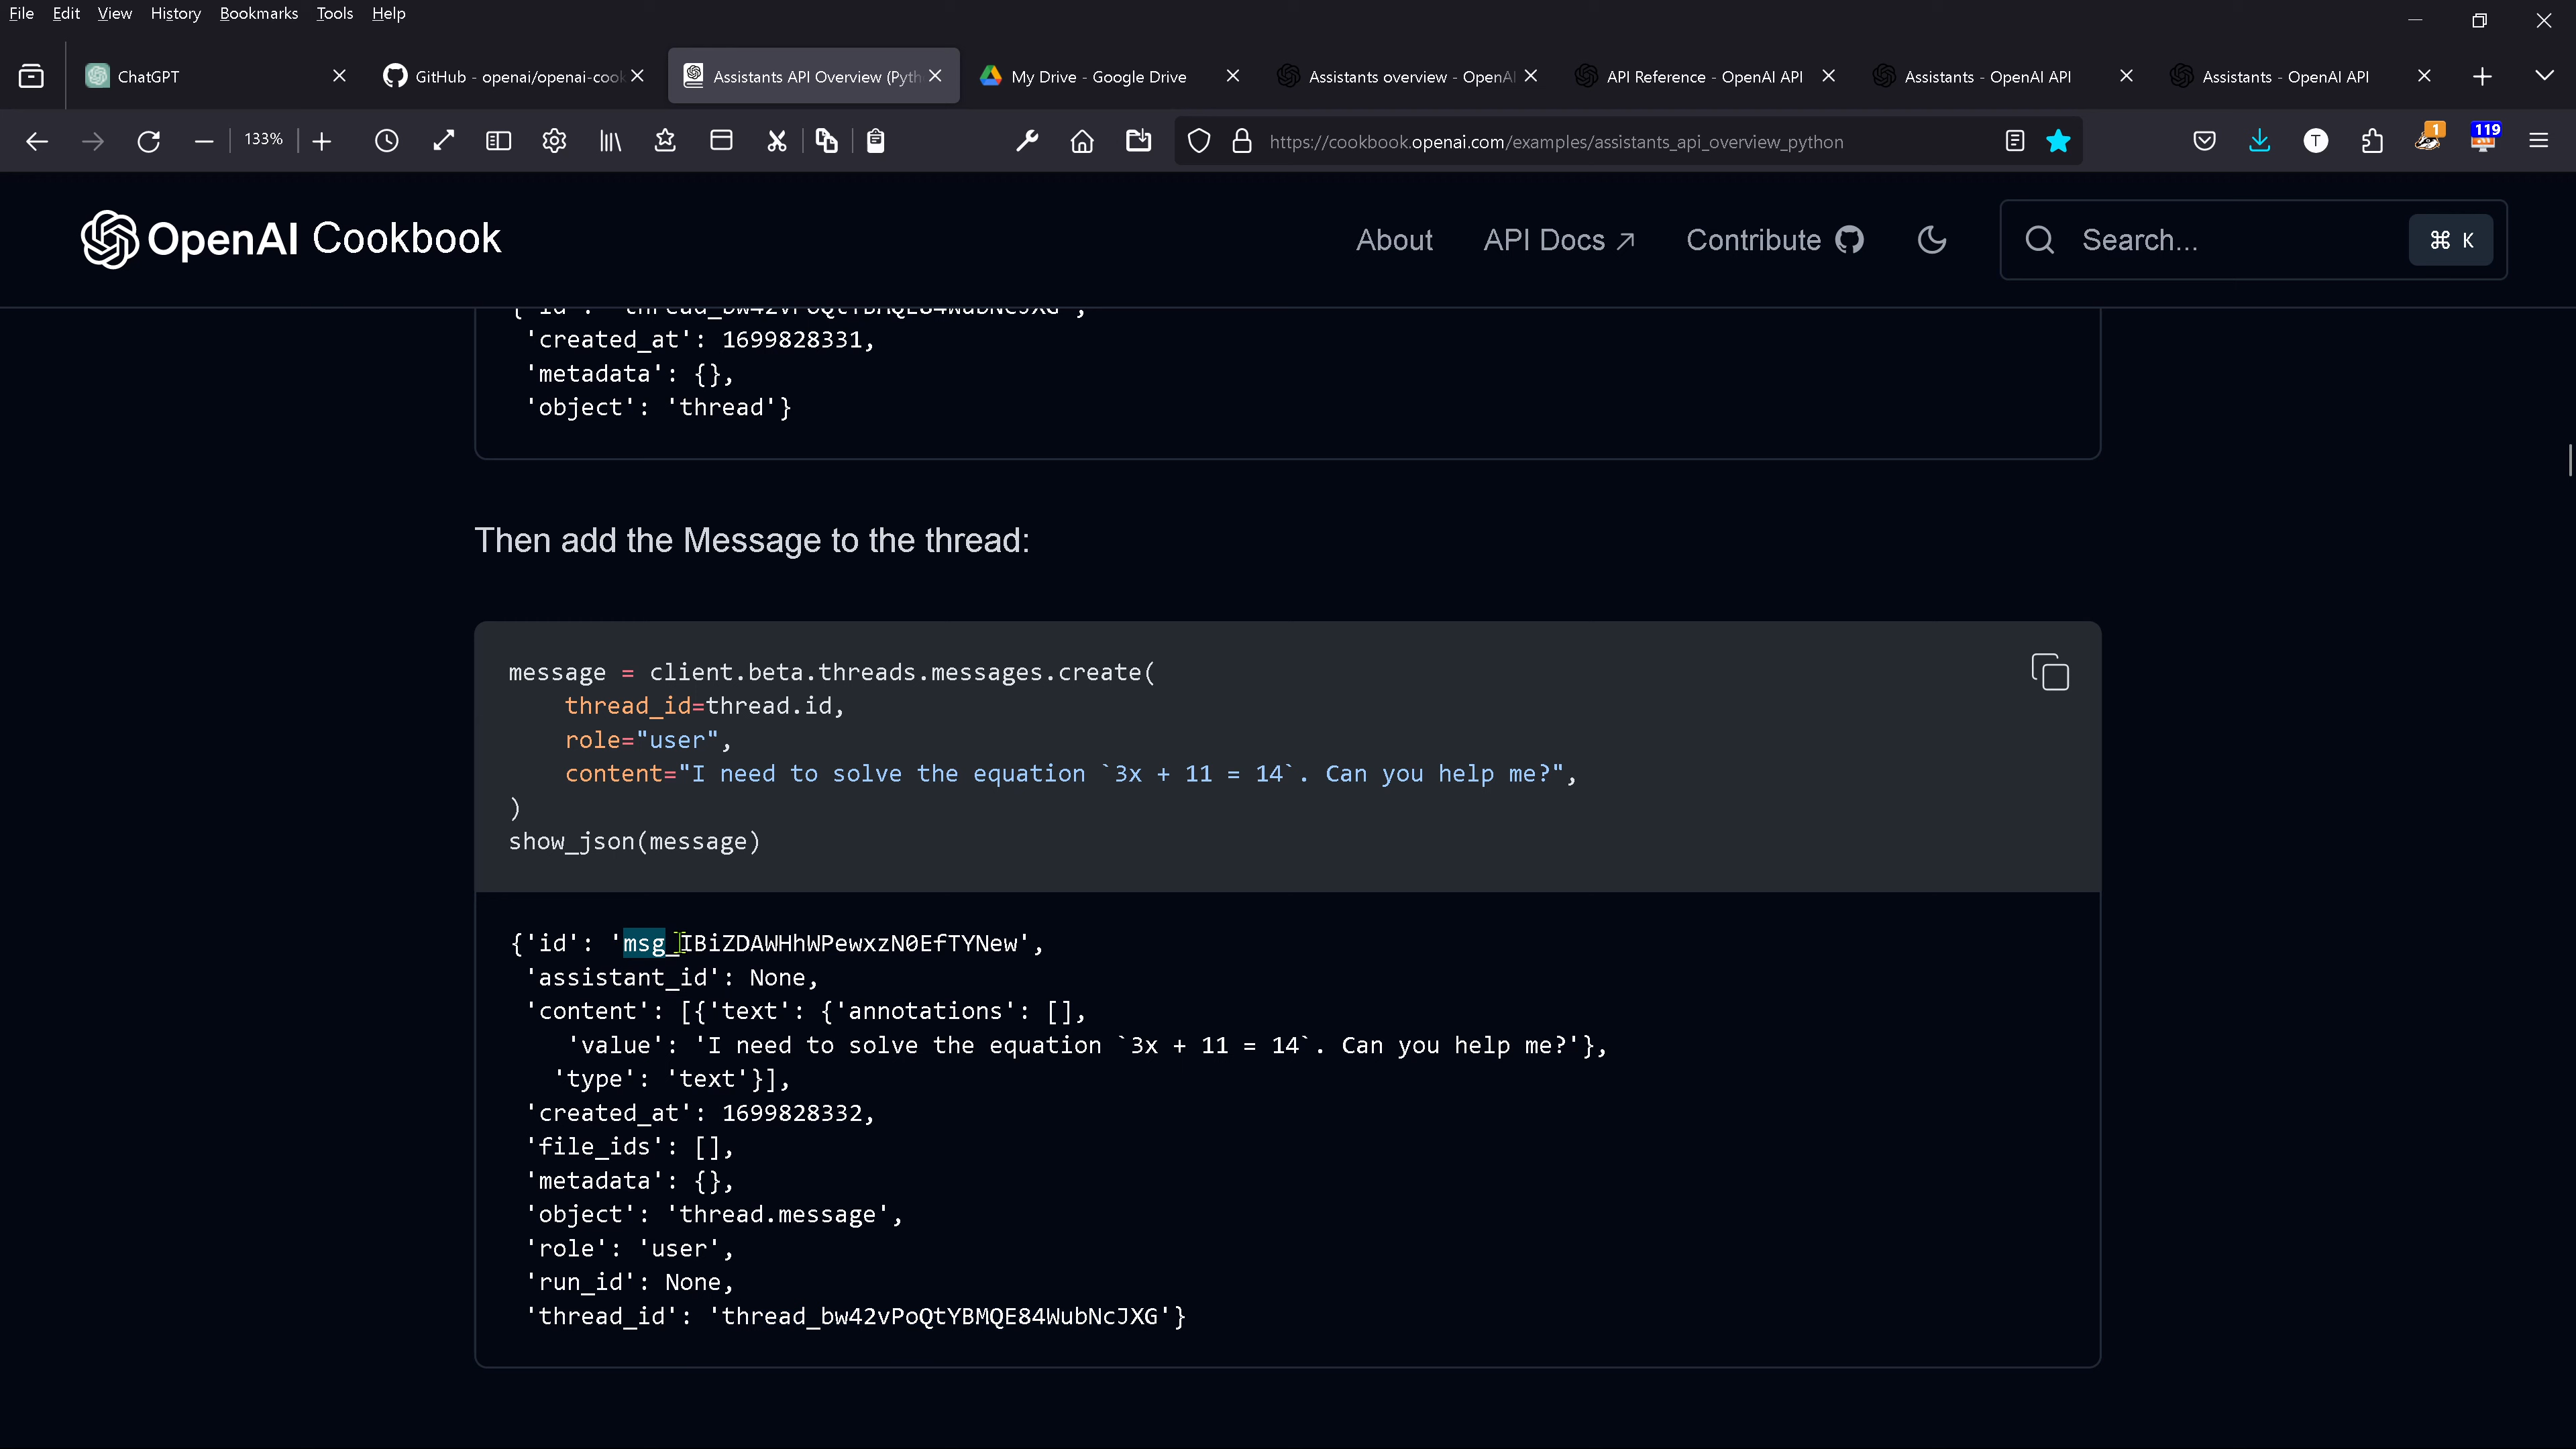 File Edit View History Bookmarks Tools Help
ChatGPT
GitHub - openai/openai-cook
Assistants API Overview (Pyth
My Drive - Google Drive
Assistants overview - OpenAI
API Reference - OpenAI API
Assistants - OpenAI API
Assistants - OpenAI API
133%
https://cookbook.openai.com/examples/assistants_api_overview_python
T
1
119
OpenAI Cookbook
About
API Docs ↗
Contribute
Search...
⌘ K
{'id': 'thread_bw42vPoQtYBMQE84WubNcJXG',
'created_at': 1699828331,
'metadata': {},
'object': 'thread'}
Then add the Message to the thread:
message = client.beta.threads.messages.create(
thread_id=thread.id,
role="user",
content="I need to solve the equation `3x + 11 = 14`. Can you help me?",
)
show_json(message)
{'id': 'msg_IBiZDAWHhWPewxzN0EfTYNew',
'assistant_id': None,
'content': [{'text': {'annotations': [],
'value': 'I need to solve the equation `3x + 11 = 14`. Can you help me?'},
'type': 'text'}],
'created_at': 1699828332,
'file_ids': [],
'metadata': {},
'object': 'thread.message',
'role': 'user',
'run_id': None,
'thread_id': 'thread_bw42vPoQtYBMQE84WubNcJXG'}